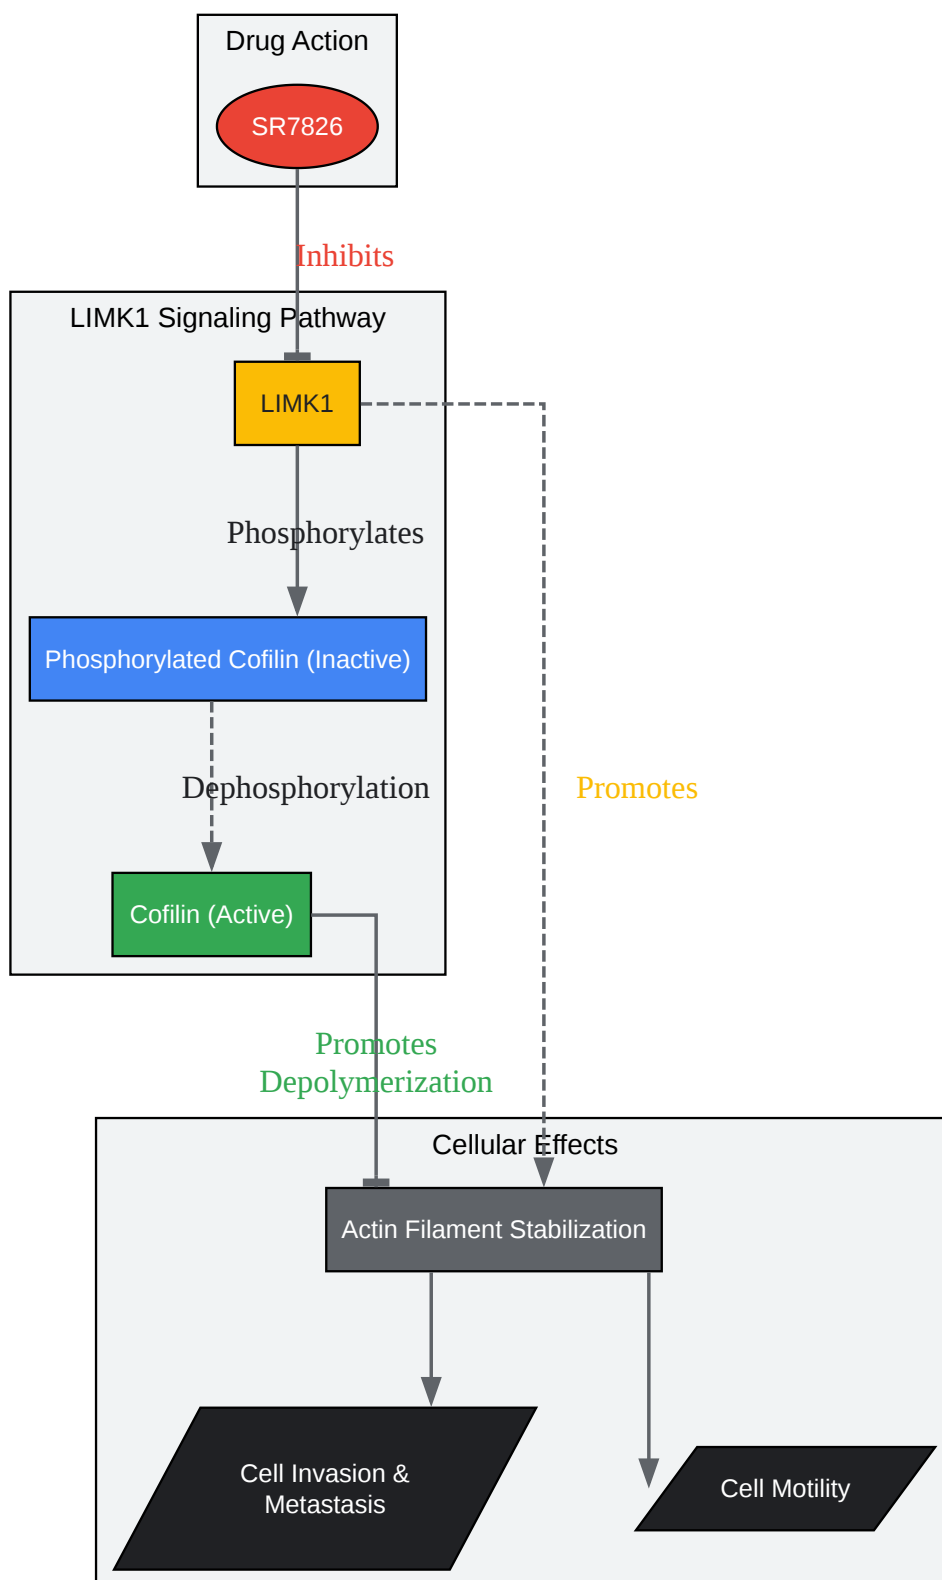 Drug Action
SR7826
Inhibits
LIMK1 Signaling Pathway
LIMK1
Phosphorylates
Phosphorylated Cofilin (Inactive)
Dephosphorylation
Promotes
Cofilin (Active)
Promotes
Depolymerization
Cellular Effects
Actin Filament Stabilization
Cell Invasion &
Metastasis
Cell Motility